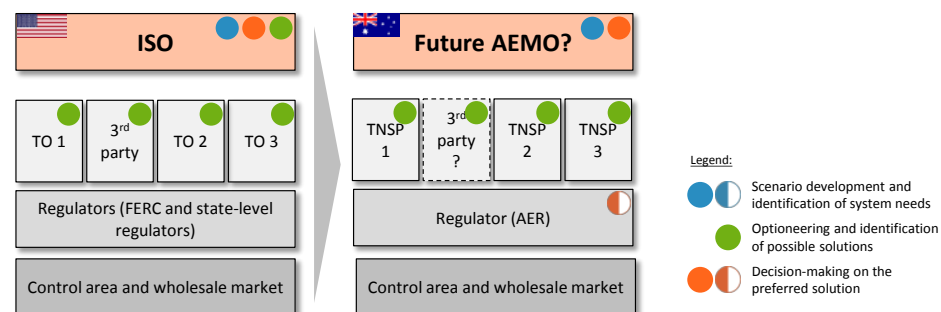 ISO
TO 1
3rd
party
TO 2
TO 3
Regulators (FERC and state-level
regulators)
Control area and wholesale market
Future AEMO?
TNSP
1
3rd
party
?
TNSP
2
TNSP
3
Regulator (AER)
Control area and wholesale market
Legend:
Scenario development and
identification of system needs
Optioneering and identification
of possible solutions
Decision-making on the
preferred solution